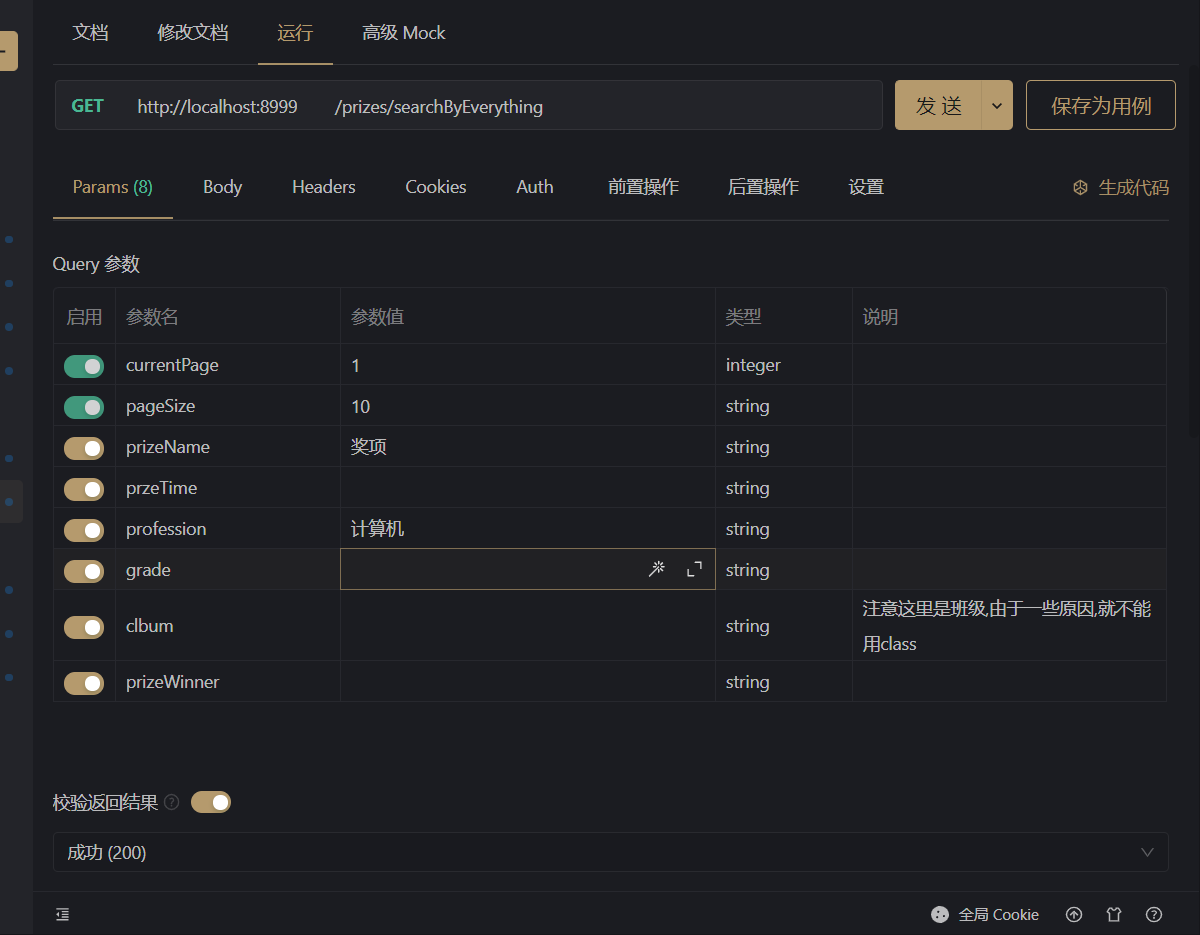 文档 修改文档 运行 高级 Mock
GET http://localhost:8999 /prizes/searchByEverything 发 送 保存为用例
Params (8) Body Headers Cookies Auth 前置操作 后置操作 设置 生成代码
Query 参数
启用 参数名 参数值 类型 说明
currentPage 1 integer
pageSize 10 string
prizeName 奖项 string
przeTime string
profession 计算机 string
grade string
clbum string 注意这里是班级,由于一些原因,就不能
用class
prizeWinner string
校验返回结果
成功 (200)
全局 Cookie